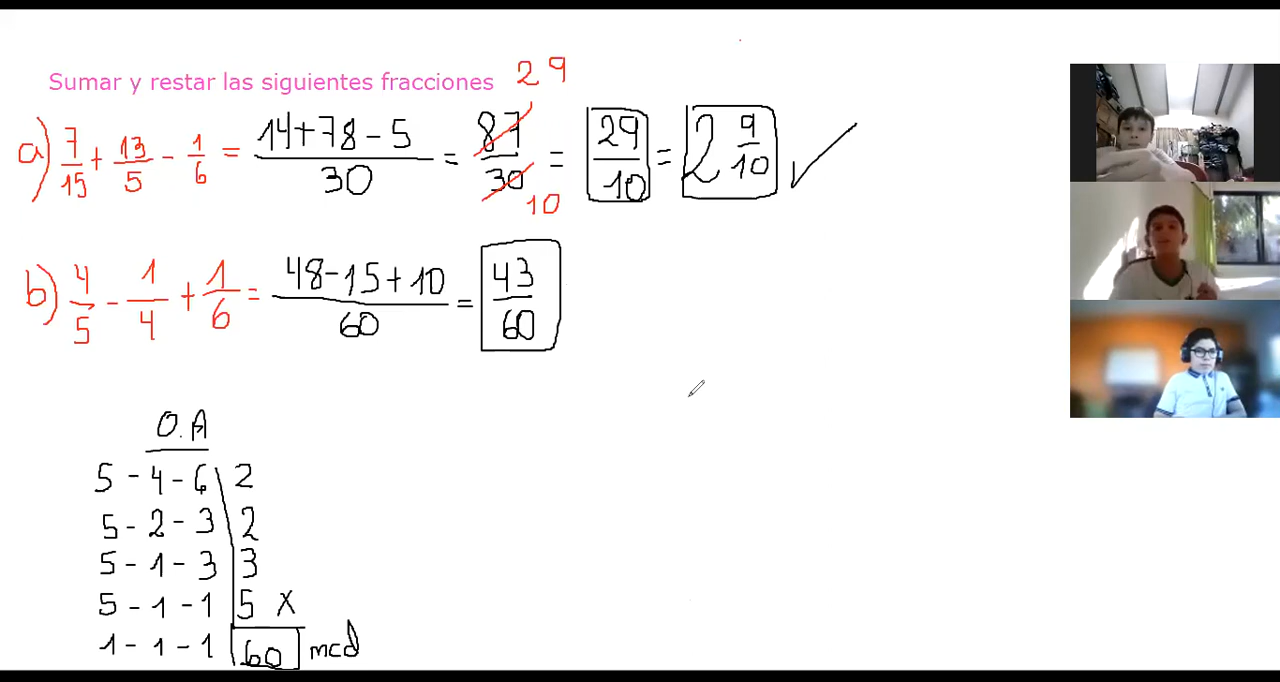 Sumar y restar las siguientes fracciones
29
a) 7/15 + 13/5 - 1/6 = 14+78-5/30 = 87/30 = 29/10 = 2 9/10 ✓
10
b) 4/5 - 1/4 + 1/6 = 48-15+10/60 = 43/60
O.A
5 - 4 - 6 | 2
5 - 2 - 3 | 2
5 - 1 - 3 | 3
5 - 1 - 1 | 5 x
1 - 1 - 1 | 60 mcd